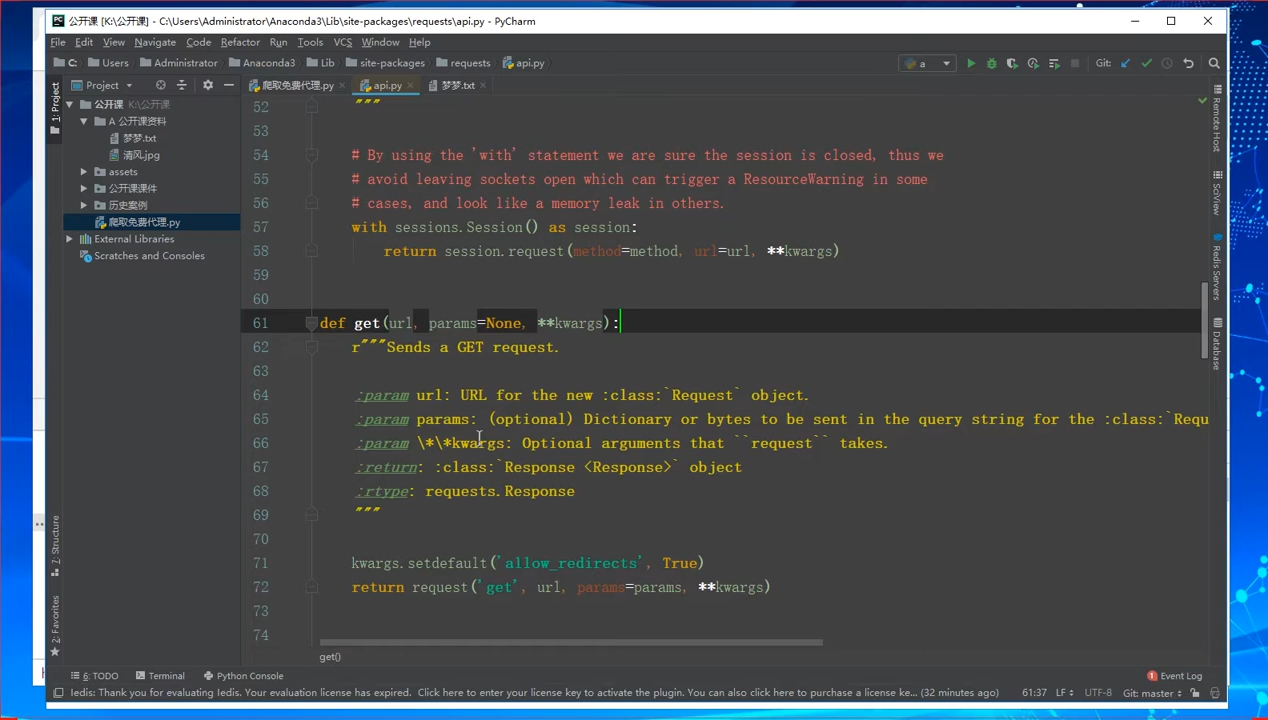 公开课 [K:\公开课] - C:\Users\Administrator\Anaconda3\Lib\site-packages\requests\api.py - PyCharm
File Edit View Navigate Code Refactor Run Tools VCS Window Help
C: Users Administrator Anaconda3 Lib site-packages requests api.py
a Git:
Project 爬取免费代理.py api.py 梦梦.txt
1: Project
公开课 K:\公开课
A 公开课资料
梦梦.txt
清风.jpg
assets
公开课课件
历史案例
爬取免费代理.py
External Libraries
Scratches and Consoles
7: Structure
2: Favorites
52 """
53
54 # By using the 'with' statement we are sure the session is closed, thus we
55 # avoid leaving sockets open which can trigger a ResourceWarning in some
56 # cases, and look like a memory leak in others.
57 with sessions.Session() as session:
58 return session.request(method=method, url=url, **kwargs)
59
60
61 def get(url, params=None, **kwargs):
62 r"""Sends a GET request.
63
64 :param url: URL for the new :class:`Request` object.
65 :param params: (optional) Dictionary or bytes to be sent in the query string for the :class:`Requ
66 :param \*\*kwargs: Optional arguments that ``request`` takes.
67 :return: :class:`Response <Response>` object
68 :rtype: requests.Response
69 """
70
71 kwargs.setdefault('allow_redirects', True)
72 return request('get', url, params=params, **kwargs)
73
74
get()
Remote Host
SciView
Redis Servers
Database
6: TODO Terminal Python Console 1 Event Log
Iedis: Thank you for evaluating Iedis. Your evaluation license has expired. Click here to enter your license key to activate the plugin. You can also click here to purchase a license ke... (32 minutes ago) 61:37 LF UTF-8 Git: master